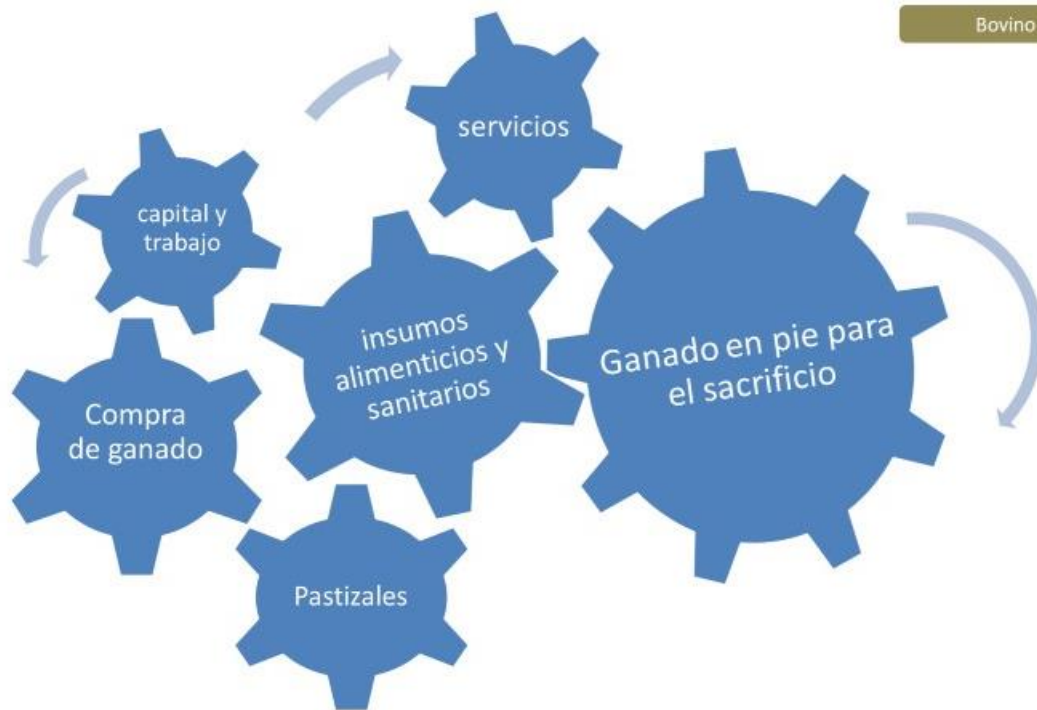 Bovino
servicios
capital y
trabajo
insumos
alimenticios y
sanitarios
Ganado en pie para
el sacrificio
Compra
de ganado
Pastizales